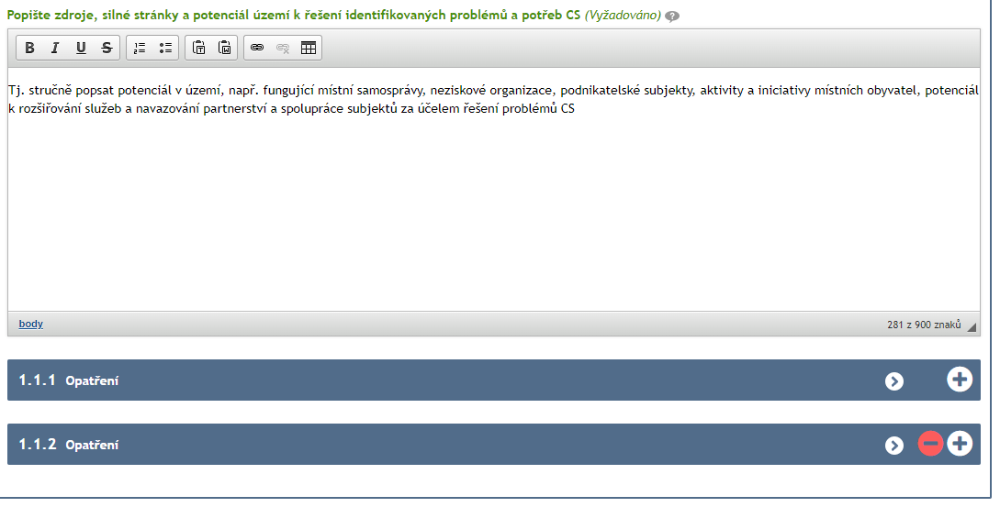 Popište zdroje, silné stránky a potenciál území k řešení identifikovaných problémů a potřeb CS (Vyžadováno) ?
B I U S
Tj. stručně popsat potenciál v území, např. fungující místní samosprávy, neziskové organizace, podnikatelské subjekty, aktivity a iniciativy místních obyvatel, potenciál
k rozšiřování služeb a navazování partnerství a spolupráce subjektů za účelem řešení problémů CS
body 281 z 900 znaků
1.1.1 Opatření
1.1.2 Opatření